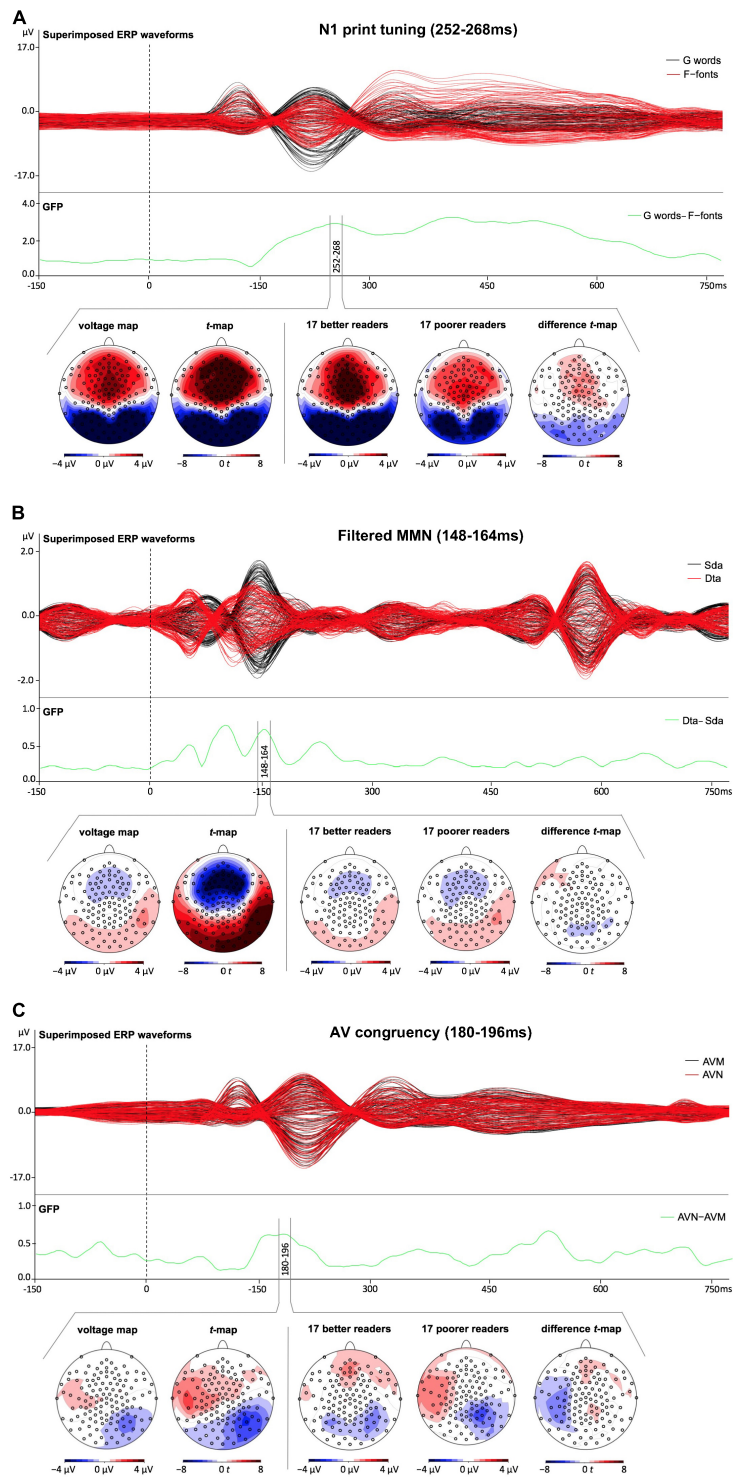 A
N1 print tuning (252-268ms)
µV
Superimposed ERP waveforms
17.0
G words
F−fonts
0.0
-17.0
4.0
GFP
G words− F−fonts
2.0
252-268
0.0
-150 0 -150 300 450 600 750ms
voltage map t-map 17 better readers 17 poorer readers difference t-map
−4 µV 0 µV 4 µV −8 0 t 8 −4 µV 0 µV 4 µV −4 µV 0 µV 4 µV −8 0 t 8
B
Filtered MMN (148-164ms)
µV
Superimposed ERP waveforms
2.0
Sda
Dta
0.0
-2.0
1.0
GFP
Dta− Sda
0.5
148-164
0.0
-150 0 -150 300 450 600 750ms
voltage map t-map 17 better readers 17 poorer readers difference t-map
−4 µV 0 µV 4 µV −8 0 t 8 −4 µV 0 µV 4 µV −4 µV 0 µV 4 µV −8 0 t 8
C
AV congruency (180-196ms)
µV
Superimposed ERP waveforms
17.0
AVM
AVN
0.0
-17.0
1.0
GFP
AVN−AVM
0.5
180-196
0.0
-150 0 -150 300 450 600 750ms
voltage map t-map 17 better readers 17 poorer readers difference t-map
−4 µV 0 µV 4 µV −8 0 t 8 −4 µV 0 µV 4 µV −4 µV 0 µV 4 µV −8 0 t 8